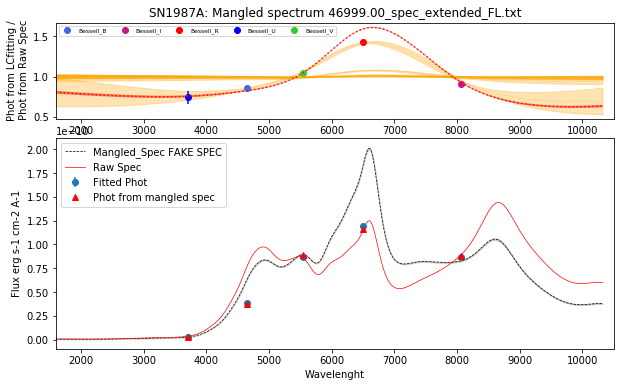 SN1987A: Mangled spectrum 46999.00_spec_extended_FL.txt
Phot from LCfitting /
Phot from Raw Spec
1.5
1.0
0.5
Bessell_B Bessell_I Bessell_R Bessell_U Bessell_V
2000 3000 4000 5000 6000 7000 8000 9000 10000
1e−10
Flux erg s-1 cm-2 A-1
2.00
1.75
1.50
1.25
1.00
0.75
0.50
0.25
0.00
Mangled_Spec FAKE SPEC
Raw Spec
Fitted Phot
Phot from mangled spec
2000 3000 4000 5000 6000 7000 8000 9000 10000
Wavelenght